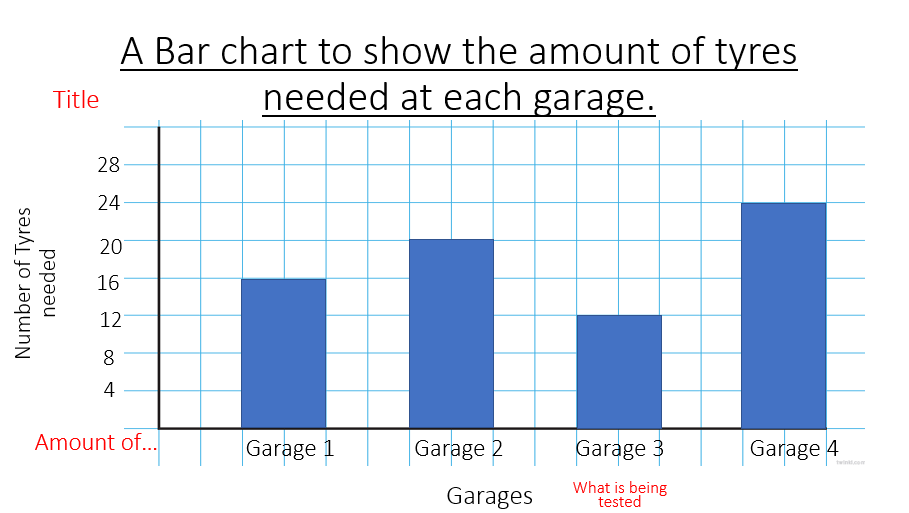 A Bar chart to show the amount of tyres
needed at each garage.
Title
28
24
20
16
12
8
4
Number of Tyres
needed
Amount of...
Garage 1
Garage 2
Garage 3
Garage 4
Garages
What is being
tested